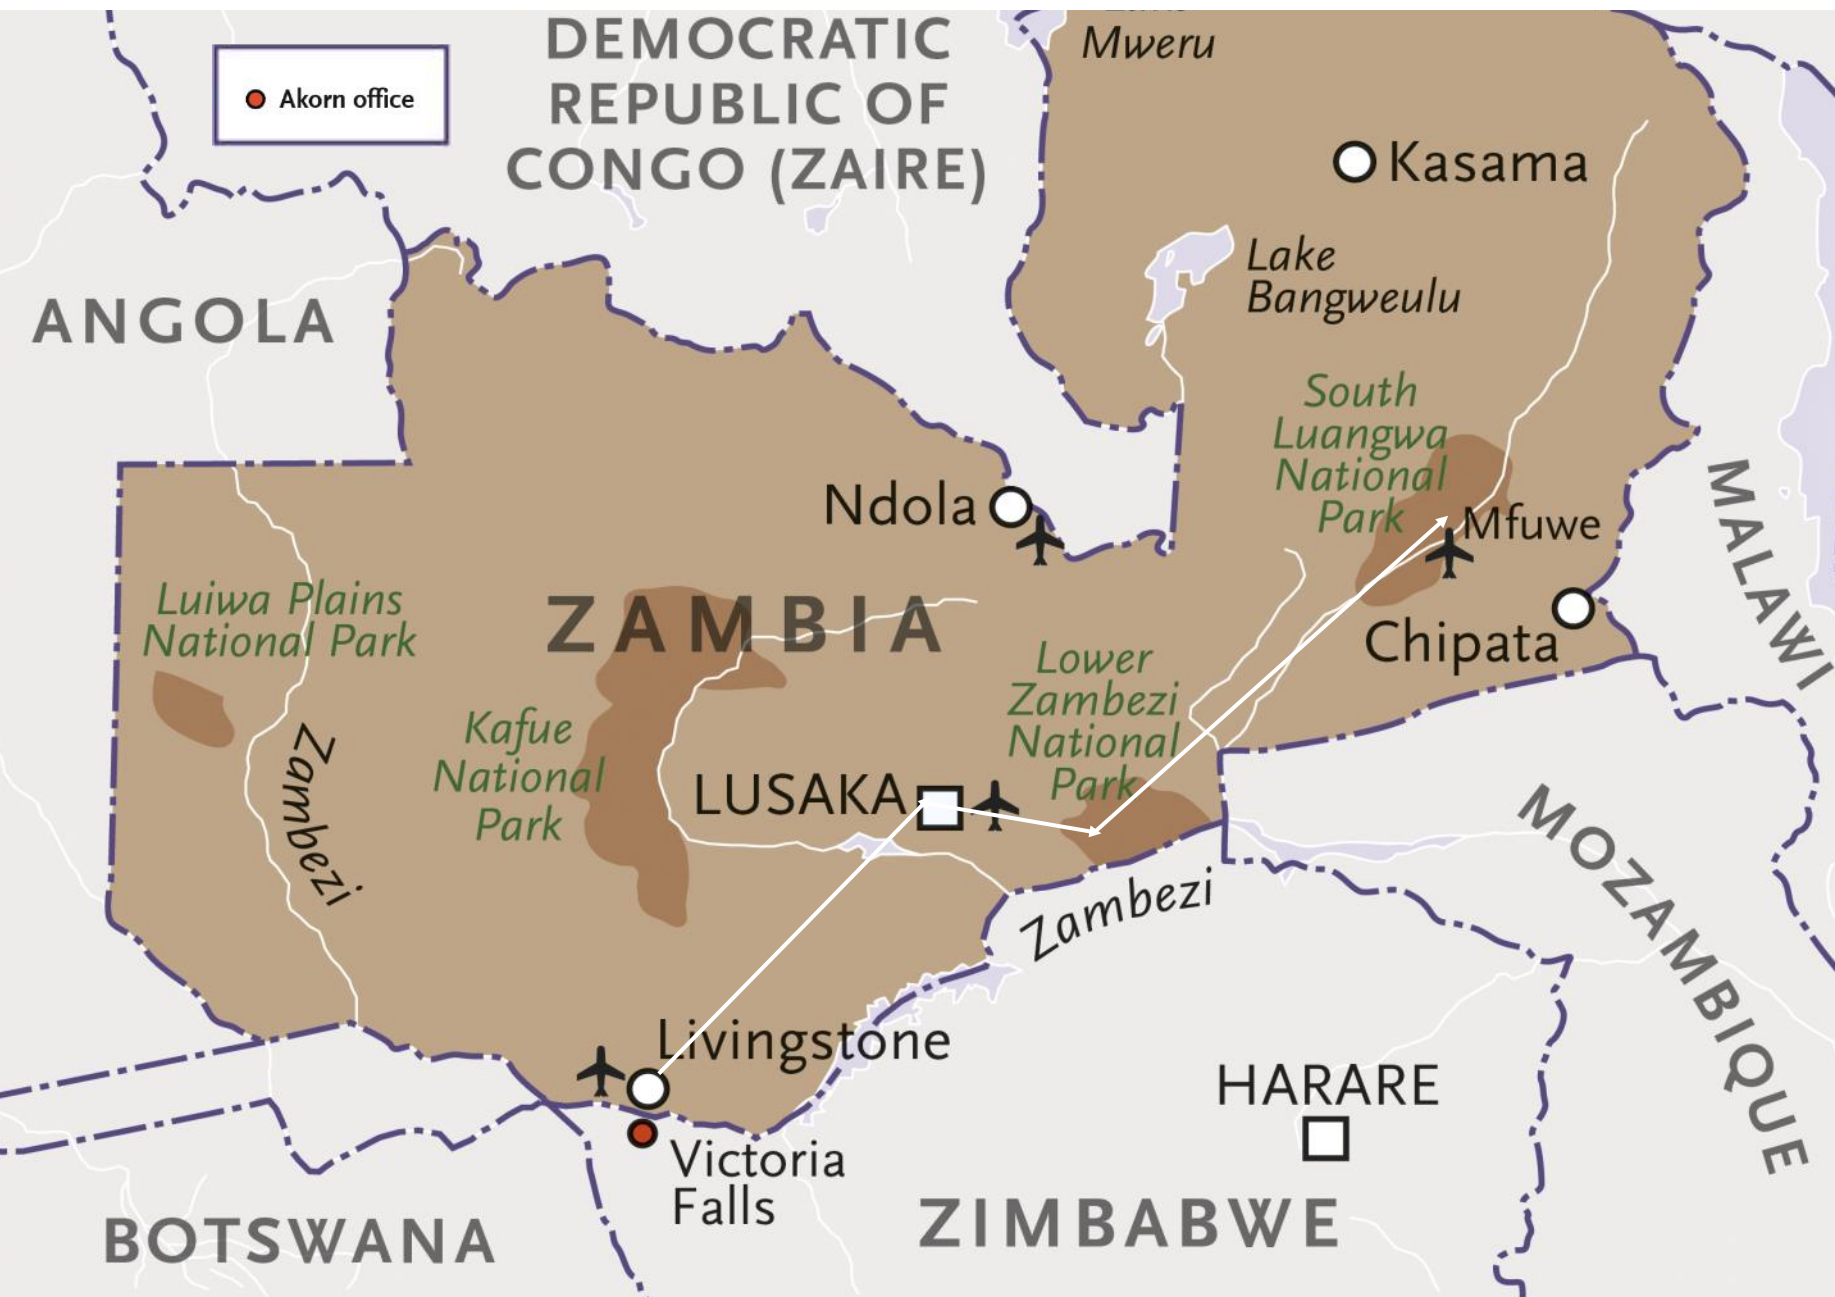 DEMOCRATIC
REPUBLIC OF
CONGO (ZAIRE)
Mweru
Akorn office
Kasama
Lake
Bangweulu
ANGOLA
South
Luangwa
National
Park
Mfuwe
Ndola
MALAWI
Luiwa Plains
National Park
ZAMBIA
Chipata
Lower
Zambezi
National
Park
Kafue
National
Park
Zambezi
LUSAKA
MOZAMBIQUE
Zambezi
Livingstone
HARARE
Victoria
Falls
BOTSWANA
ZIMBABWE